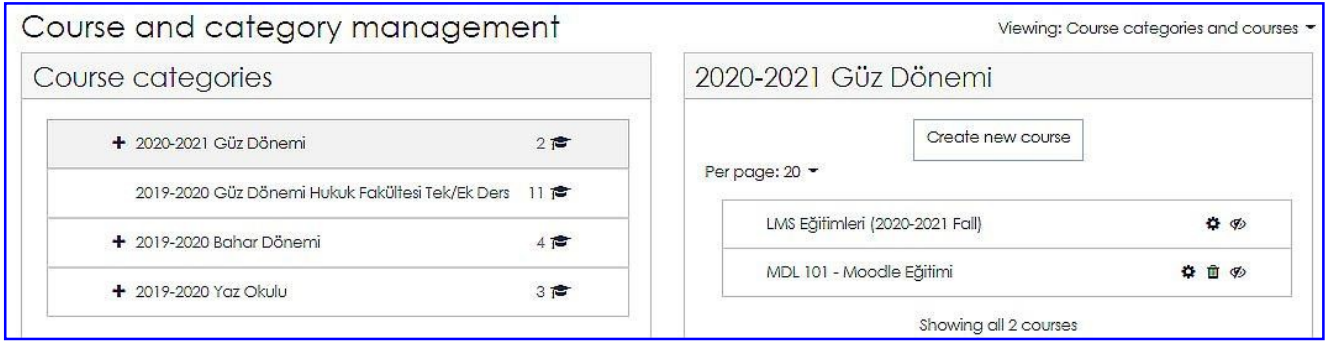 Course and category management
Viewing: Course categories and courses
Course categories
2020-2021 Güz Dönemi 2
2019-2020 Güz Dönemi Hukuk Fakültesi Tek/Ek Ders 11
2019-2020 Bahar Dönemi 4
2019-2020 Yaz Okulu 3
2020-2021 Güz Dönemi
Create new course
Per page: 20
LMS Eğitimleri (2020-2021 Fall)
MDL 101 - Moodle Eğitimi
Showing all 2 courses